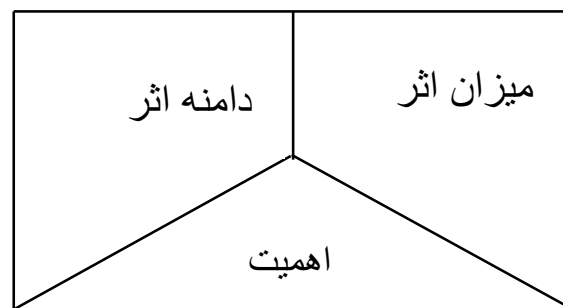 میزان اثر
دامنه اثر
اهمیت